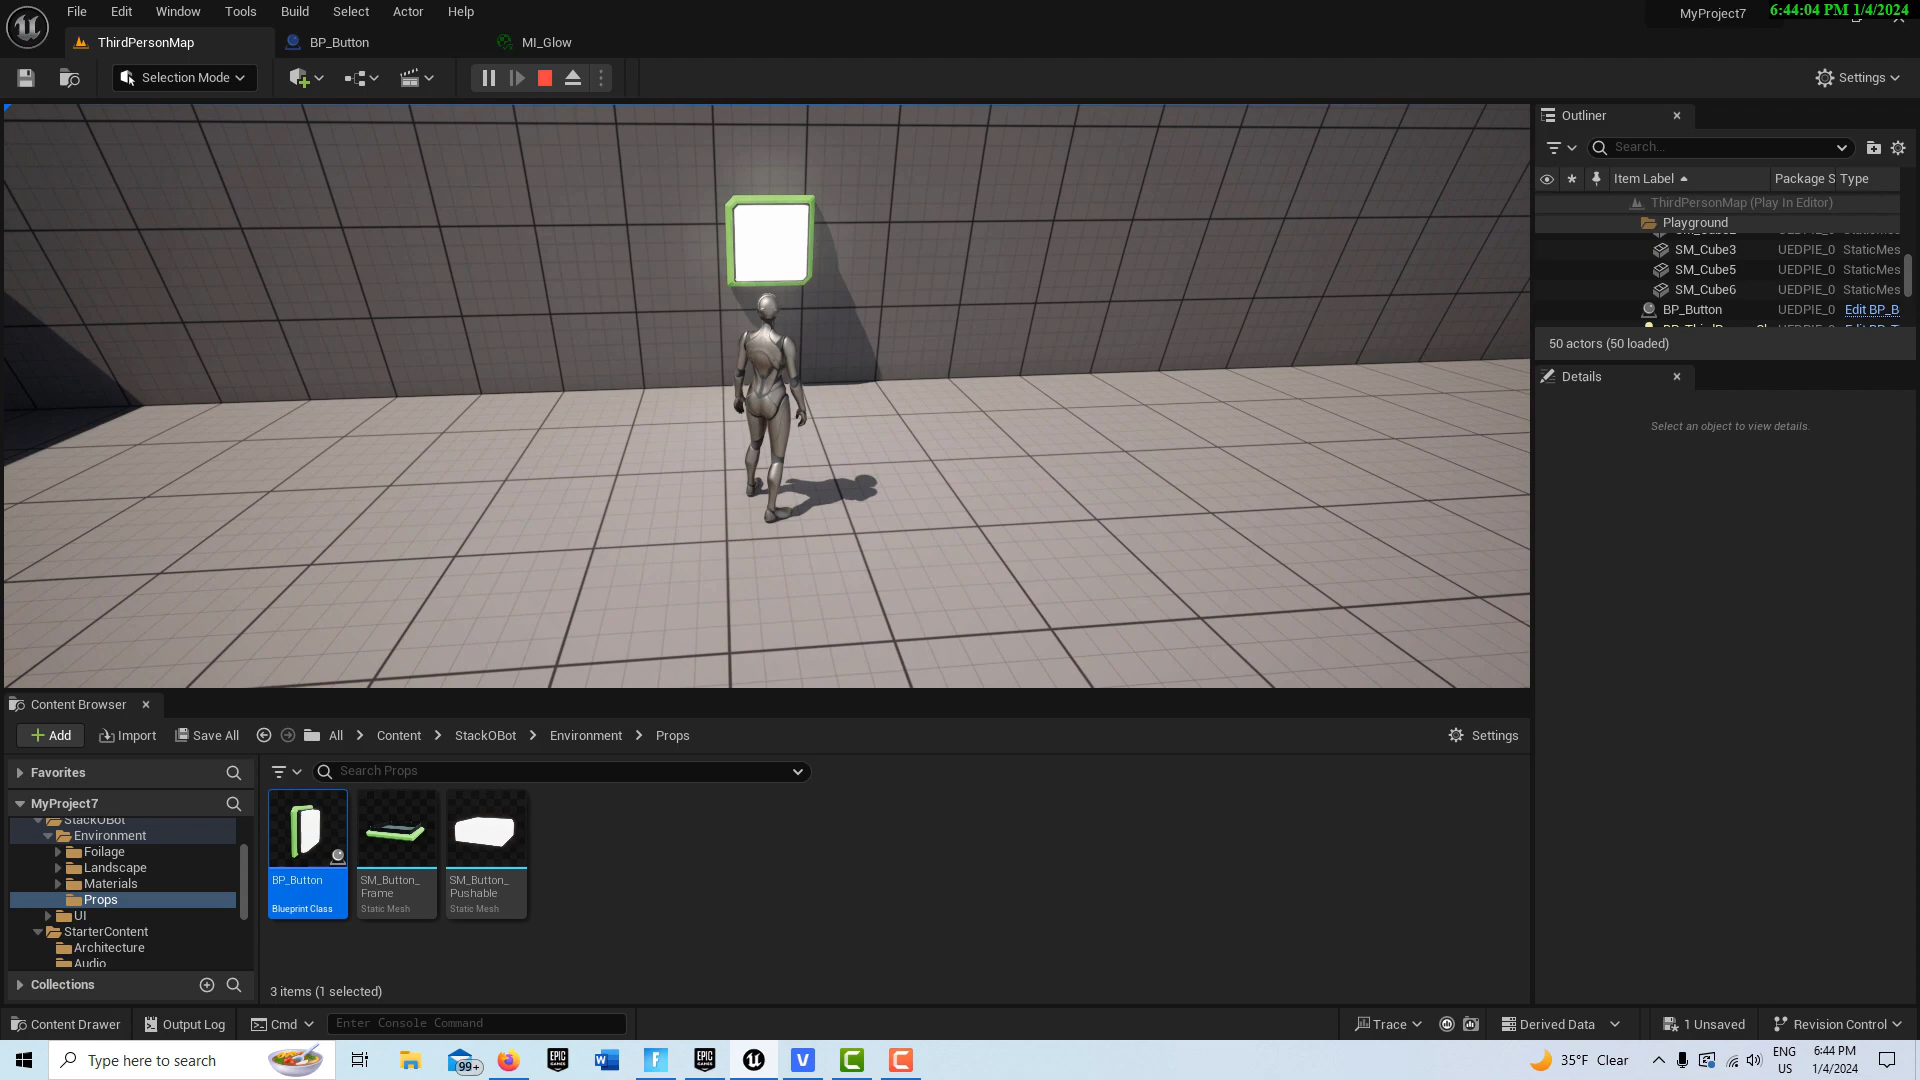 File Edit Window Tools Build Select Actor Help
MyProject7
6:44:04 PM 1/4/2024
ThirdPersonMap
BP_Button
MI_Glow
Selection Mode
Settings
Outliner
Search...
Item Label
Package S
Type
ThirdPersonMap (Play In Editor)
Playground
SM_Cube3 UEDPIE_0 StaticMes
SM_Cube5 UEDPIE_0 StaticMes
SM_Cube6 UEDPIE_0 StaticMes
BP_Button UEDPIE_0 Edit BP_B
50 actors (50 loaded)
Details
Select an object to view details.
Content Browser
Add
Import
Save All
All
Content
StackOBot
Environment
Props
Settings
Favorites
Search Props
MyProject7
StackOBot
Environment
Foilage
Landscape
Materials
Props
UI
StarterContent
Architecture
Audio
Collections
BP_Button
Blueprint Class
SM_Button_
Frame
Static Mesh
SM_Button_
Pushable
Static Mesh
3 items (1 selected)
Content Drawer
Output Log
Cmd
Enter Console Command
Trace
Derived Data
1 Unsaved
Revision Control
Type here to search
99+
EPIC
GAMES
EPIC
GAMES
35°F Clear
ENG
US
6:44 PM
1/4/2024